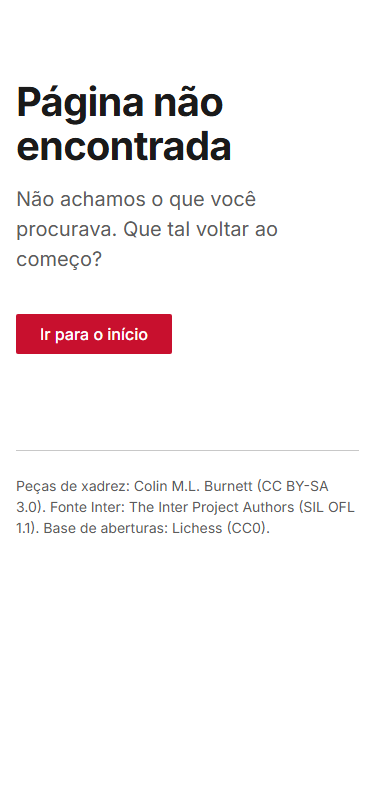 Página não
encontrada
Não achamos o que você
procurava. Que tal voltar ao
começo?
Ir para o início
Peças de xadrez: Colin M.L. Burnett (CC BY-SA
3.0). Fonte Inter: The Inter Project Authors (SIL OFL
1.1). Base de aberturas: Lichess (CC0).